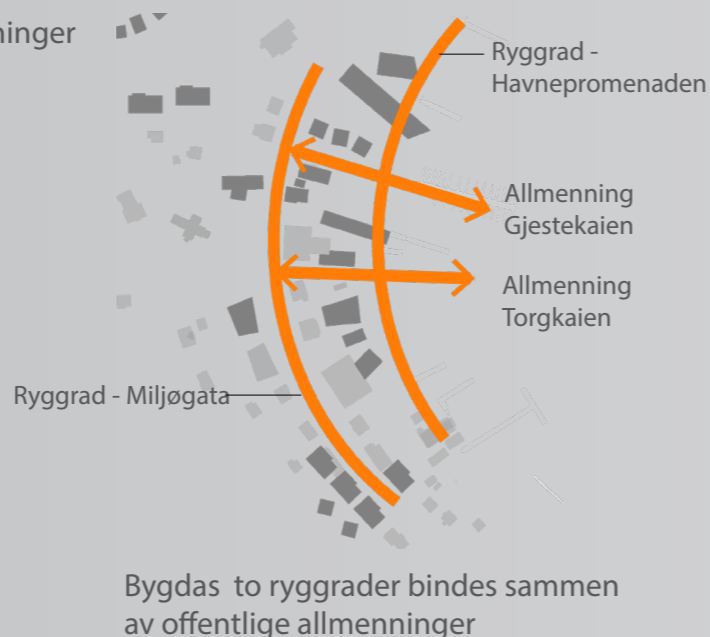 Ryggrad -
Havnepromenaden
Allmenning
Gjestekaien
Allmenning
Torgkaien
Ryggrad - Miljøgata
Bygdas to ryggrader bindes sammen
av offentlige allmenninger